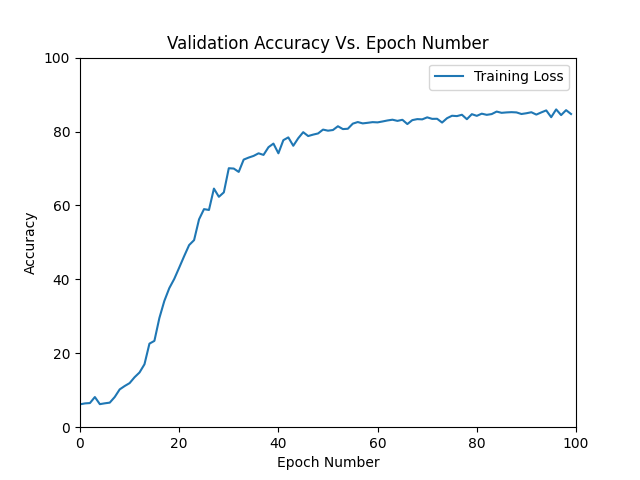 Validation Accuracy Vs. Epoch Number
Training Loss
Accuracy
100
80
60
40
20
0
0 20 40 60 80 100
Epoch Number